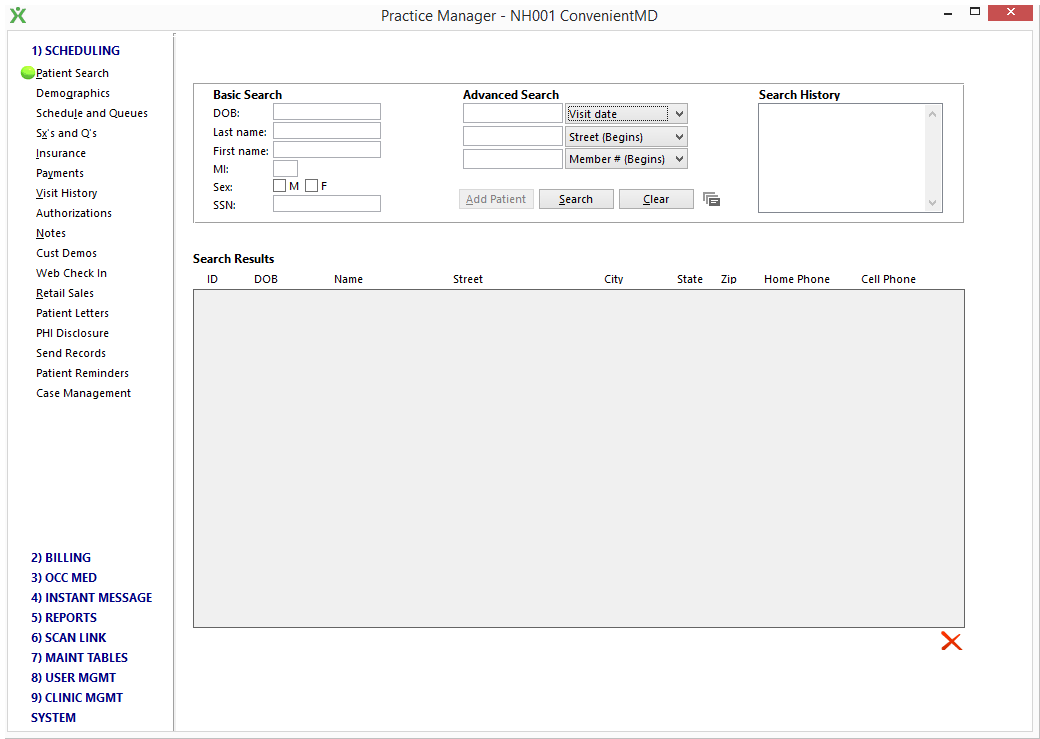 Practice Manager - NH001 ConvenientMD
1) SCHEDULING
Patient Search
Demographics
Schedule and Queues
Sx's and Q's
Insurance
Payments
Visit History
Authorizations
Notes
Cust Demos
Web Check In
Retail Sales
Patient Letters
PHI Disclosure
Send Records
Patient Reminders
Case Management
2) BILLING
3) OCC MED
4) INSTANT MESSAGE
5) REPORTS
6) SCAN LINK
7) MAINT TABLES
8) USER MGMT
9) CLINIC MGMT
SYSTEM
Basic Search
DOB:
Last name:
First name:
MI:
Sex: M F
SSN:
Advanced Search
Visit date
Street (Begins)
Member # (Begins)
Add Patient Search Clear
Search History
Search Results
ID DOB Name Street City State Zip Home Phone Cell Phone